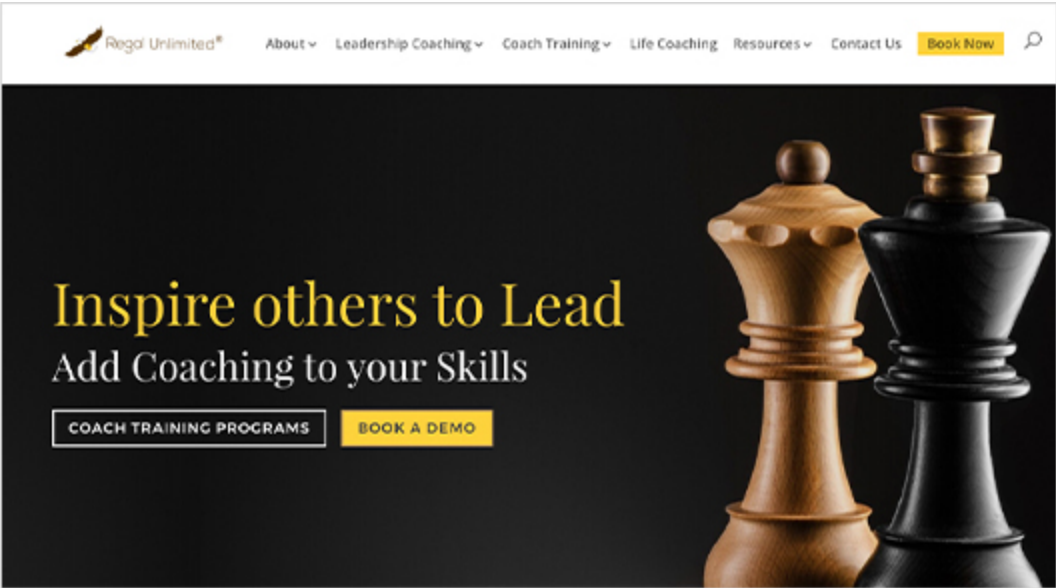 Regal Unlimited®
About Leadership Coaching Coach Training Life Coaching Resources Contact Us Book Now
Inspire others to Lead
Add Coaching to your Skills
COACH TRAINING PROGRAMS BOOK A DEMO